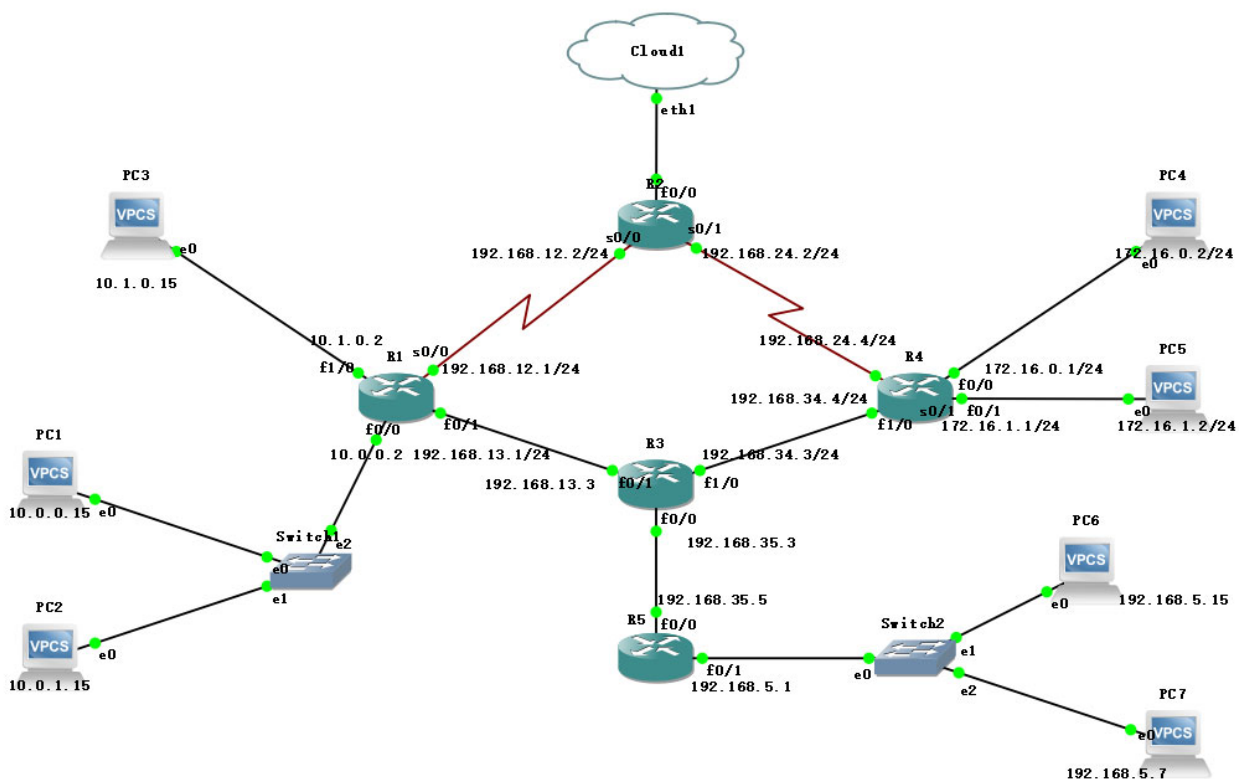 Cloud1
eth1
PC3
R2
f0/0
PC4
VPCS
VPCS
s0/0
s0/1
e0
192.168.12.2/24
192.168.24.2/24
172.16.0.2/24
e0
10.1.0.15
10.1.0.2
192.168.24.4/24
R1
s0/0
R4
f1/0
192.168.12.1/24
172.16.0.1/24
PC5
f0/0
VPCS
192.168.34.4/24
s0/1
f0/1
e0
f0/0
f0/1
f1/0
172.16.1.1/24
172.16.1.2/24
PC1
10.0.0.2
192.168.13.1/24
R3
192.168.34.3/24
VPCS
192.168.13.3
f0/1
f1/0
10.0.0.15
e0
f0/0
PC6
Switch1
e2
192.168.35.3
VPCS
e0
e1
192.168.35.5
e0
192.168.5.15
PC2
R5
f0/0
Switch2
VPCS
e0
e1
f0/1
e0
10.0.1.15
192.168.5.1
e2
PC7
e0
VPCS
192.168.5.7